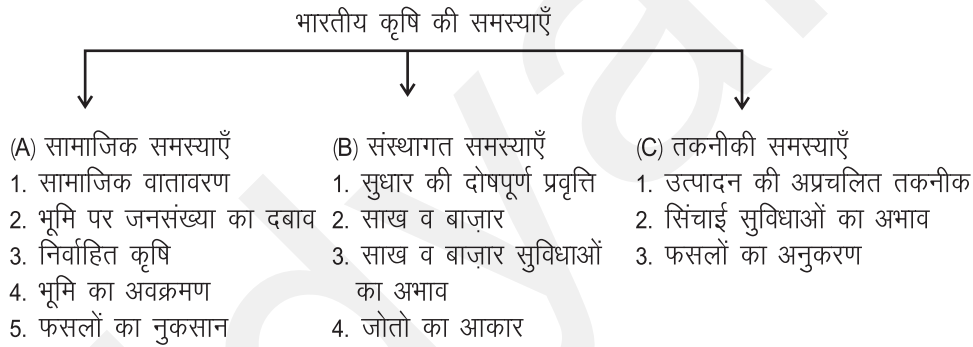 भारतीय कृषि की समस्याएँ
(A) सामाजिक समस्याएँ
1. सामाजिक वातावरण
2. भूमि पर जनसंख्या का दबाव
3. निर्वाहित कृषि
4. भूमि का अवक्रमण
5. फसलों का नुकसान
(B) संस्थागत समस्याएँ
1. सुधार की दोषपूर्ण प्रवृत्ति
2. साख व बाज़ार
3. साख व बाज़ार सुविधाओं
का अभाव
4. जोतो का आकार
(C) तकनीकी समस्याएँ
1. उत्पादन की अप्रचलित तकनीक
2. सिंचाई सुविधाओं का अभाव
3. फसलों का अनुकरण